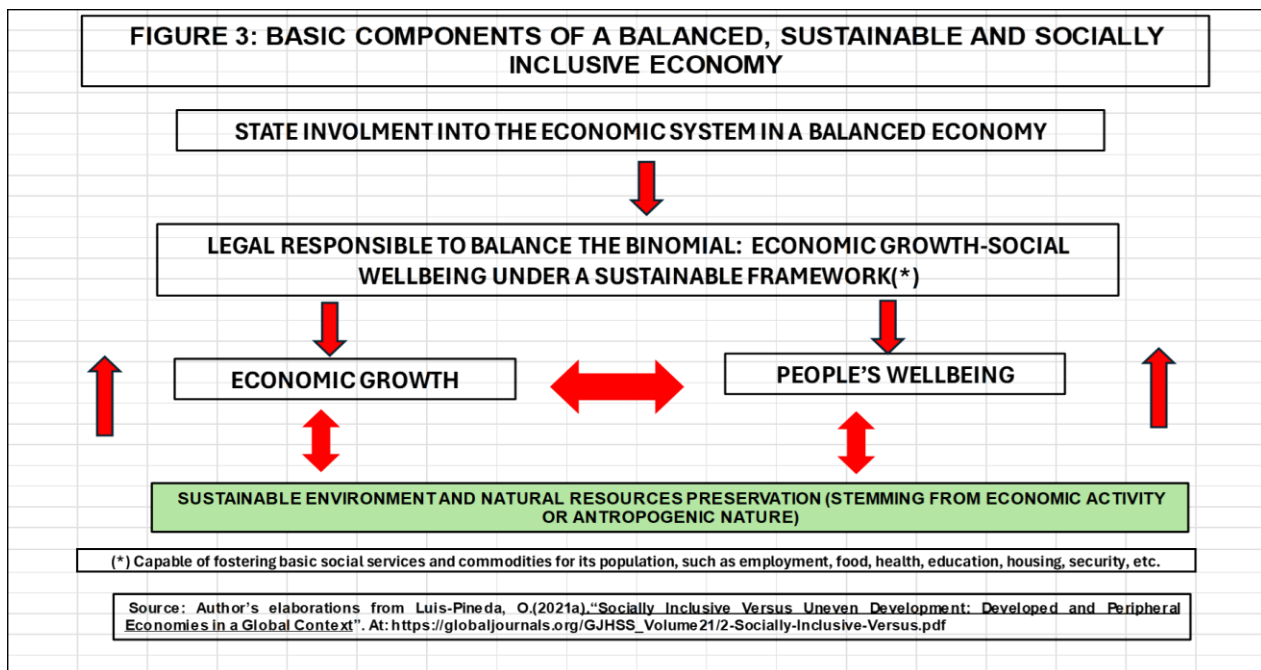 FIGURE 3: BASIC COMPONENTS OF A BALANCED, SUSTAINABLE AND SOCIALLY
INCLUSIVE ECONOMY
STATE INVOLMENT INTO THE ECONOMIC SYSTEM IN A BALANCED ECONOMY
LEGAL RESPONSIBLE TO BALANCE THE BINOMIAL: ECONOMIC GROWTH-SOCIAL
WELLBEING UNDER A SUSTAINABLE FRAMEWORK(*)
ECONOMIC GROWTH
PEOPLE'S WELLBEING
SUSTAINABLE ENVIRONMENT AND NATURAL RESOURCES PRESERVATION (STEMMING FROM ECONOMIC ACTIVITY
OR ANTROPOGENIC NATURE)
(*) Capable of fostering basic social services and commodities for its population, such as employment, food, health, education, housing, security, etc.
Source: Author's elaborations from Luis-Pineda, O.(2021a).“Socially Inclusive Versus Uneven Development: Developed and Peripheral
Economies in a Global Context”. At: https://globaljournals.org/GJHSS_Volume21/2-Socially-Inclusive-Versus.pdf